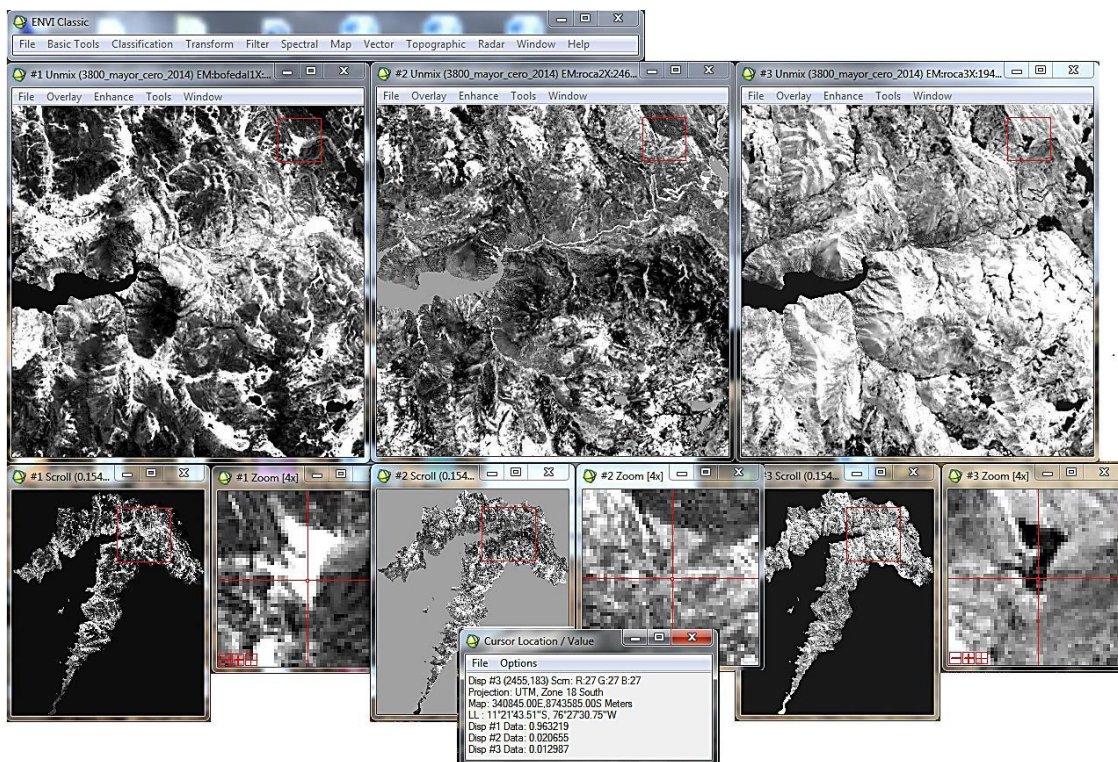 ENVI Classic
File Basic Tools Classification Transform Filter Spectral Map Vector Topographic Radar Window Help
#1 Unmix (3800_mayor_cero_2014) EM:bofedal1X:...
File Overlay Enhance Tools Window
#2 Unmix (3800_mayor_cero_2014) EM:roca2X:246...
File Overlay Enhance Tools Window
#3 Unmix (3800_mayor_cero_2014) EM:roca3X:194...
File Overlay Enhance Tools Window
#1 Scroll (0.154...
#1 Zoom [4x]
#2 Scroll (0.154...
#2 Zoom [4x]
#3 Scroll (0.154...
#3 Zoom [4x]
Cursor Location / Value
File Options
Disp #3 (2455,183) Scrn: R:27 G:27 B:27
Projection: UTM, Zone 18 South
Map: 340845.00E,8743585.00S Meters
LL : 11°21'43.51"S, 76°27'30.75"W
Disp #1 Data: 0.963219
Disp #2 Data: 0.020655
Disp #3 Data: 0.012987